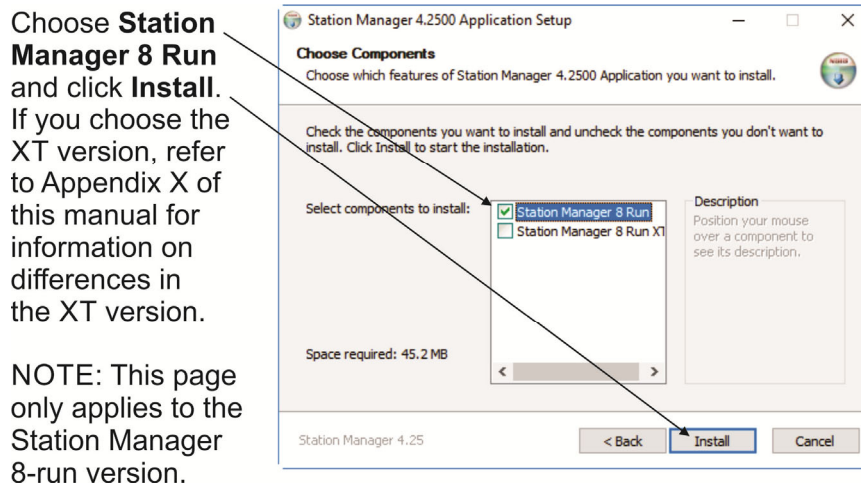 Choose Station
Manager 8 Run
and click Install.
If you choose the
XT version, refer
to Appendix X of
this manual for
information on
differences in
the XT version.
NOTE: This page
only applies to the
Station Manager
8-run version.
Station Manager 4.2500 Application Setup
Choose Components
Choose which features of Station Manager 4.2500 Application you want to install.
Check the components you want to install and uncheck the components you don't want to
install. Click Install to start the installation.
Select components to install:
Station Manager 8 Run
Station Manager 8 Run XT
Description
Position your mouse
over a component to
see its description.
Space required: 45.2 MB
Station Manager 4.25
< Back
Install
Cancel